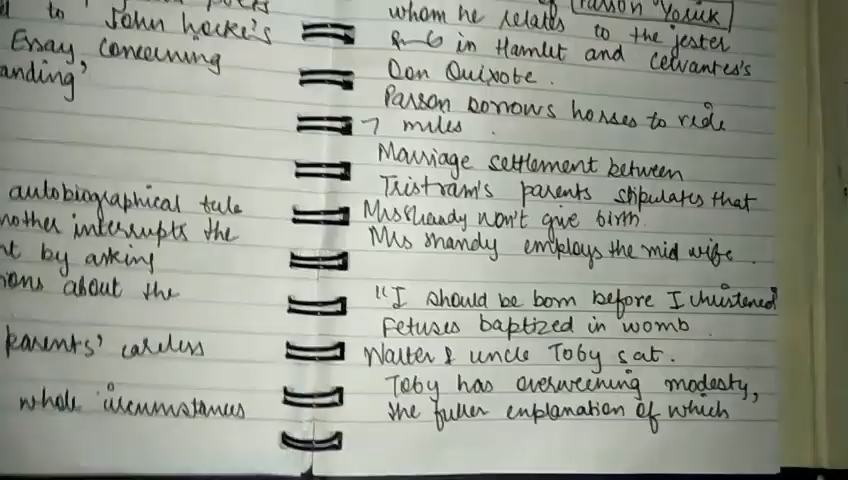 to John Locke's
Essay, concerning
anding'
autobiographical tale
mother interrupts the
by asking
ions about the
parents' careless
whole circumstances
Parson Yorick
whom he relates to the jester
in Hamlet and Cervantes's
Don Quixote.
Parson borrows horses to ride
7 miles.
Marriage settlement between
Tristram's parents stipulates that
Mrs Shandy won't give birth.
Mrs Shandy employs the mid wife.
"I should be born before I christened
Fetuses baptized in womb.
Walter & uncle Toby sat.
Toby has overweening modesty,
the fuller explanation of which